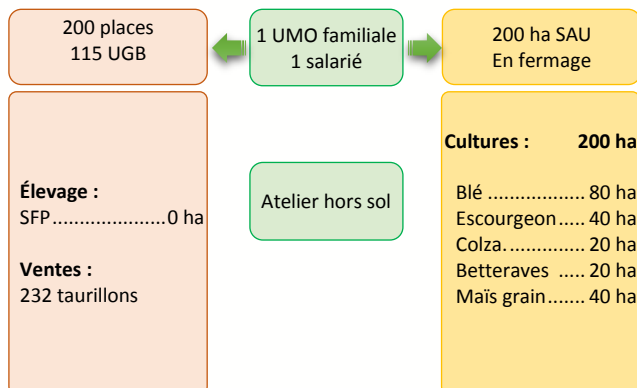 200 places
115 UGB
1 UMO familiale
1 salarié
200 ha SAU
En fermage
Élevage :
SFP.....................0 ha
Ventes :
232 taurillons
Atelier hors sol
Cultures : 200 ha
Blé ................ 80 ha
Escourgeon ..... 40 ha
Colza. ............ 20 ha
Betteraves ..... 20 ha
Maïs grain ....... 40 ha